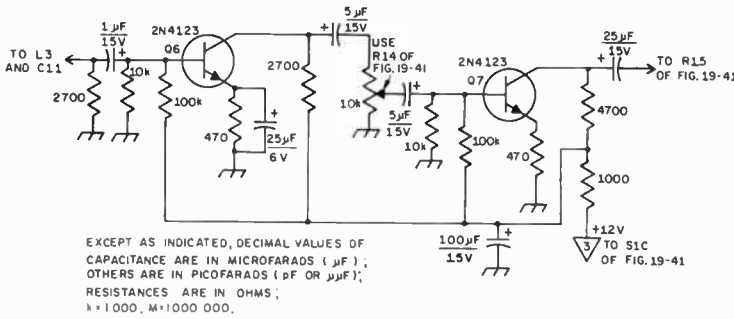 TO L3
AND C11
1µF
15V
2N4123
Q6
5µF
15V
USE
R14 OF
FIG.19-41
2N4123
Q7
25µF
15V
TO R15
OF FIG.19-41
2700
10k
100k
470
25µF
6V
2700
10k
5µF
15V
10k
100k
470
4700
1000
100µF
15V
+12V
3
TO S1C
OF FIG.19-41
EXCEPT AS INDICATED, DECIMAL VALUES OF
CAPACITANCE ARE IN MICROFARADS ( µF ) ;
OTHERS ARE IN PICOFARADS ( pF OR µµF);
RESISTANCES ARE IN OHMS;
k=1000, M=1000 000.